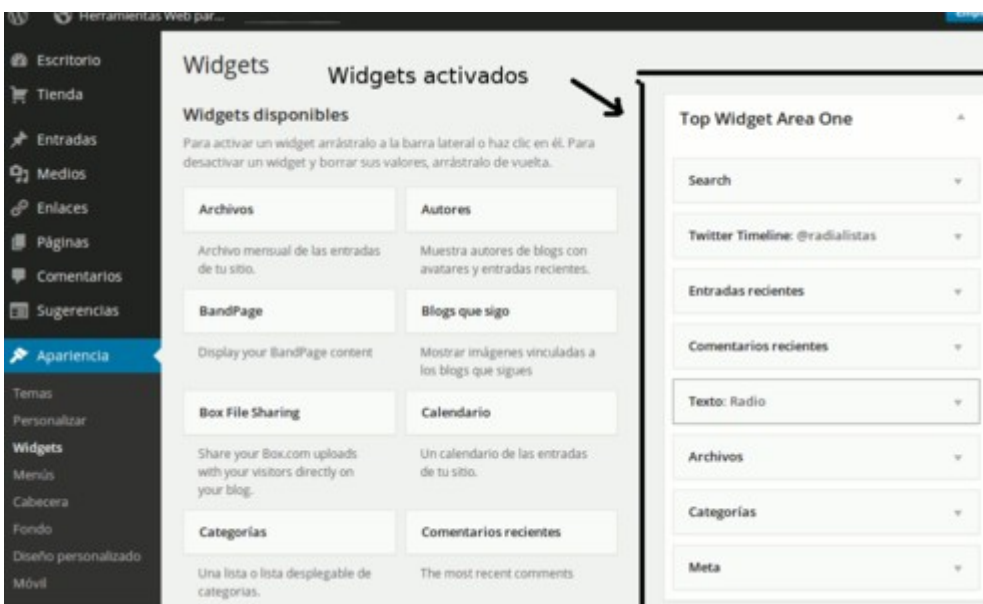 Herramientas Web par...
Escritorio
Tienda
Entradas
Medios
Enlaces
Páginas
Comentarios
Sugerencias
Apariencia
Temas
Personalizar
Widgets
Menús
Cabecera
Fondo
Diseño personalizado
Móvil
Widgets
Widgets activados
Widgets disponibles
Para activar un widget arrástralo a la barra lateral o haz clic en él. Para
desactivar un widget y borrar sus valores, arrástralo de vuelta.
Archivos
Archivo mensual de las entradas
de tu sitio.
Autores
Muestra autores de blogs con
avatares y entradas recientes.
BandPage
Display your BandPage content
Blogs que sigo
Mostrar imágenes vinculadas a
los blogs que sigues
Box File Sharing
Share your Box.com uploads
with your visitors directly on
your blog.
Calendario
Un calendario de las entradas
de tu sitio.
Categorías
Una lista o lista desplegable de
categorías.
Comentarios recientes
The most recent comments
Top Widget Area One
Search
Twitter Timeline: @radialistas
Entradas recientes
Comentarios recientes
Texto: Radio
Archivos
Categorías
Meta